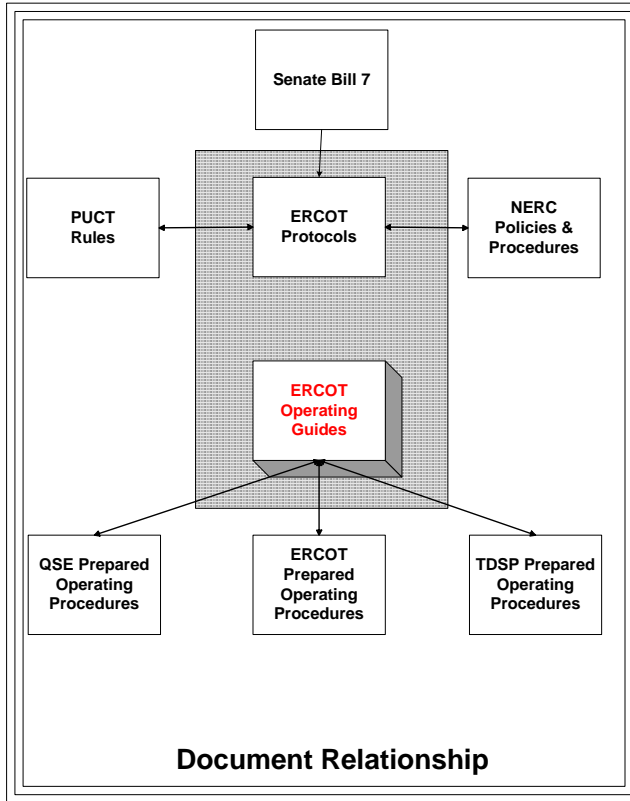 Senate Bill 7
PUCT
Rules
ERCOT
Protocols
NERC
Policies &
Procedures
ERCOT
Operating
Guides
QSE Prepared
Operating
Procedures
ERCOT
Prepared
Operating
Procedures
TDSP Prepared
Operating
Procedures
Document Relationship